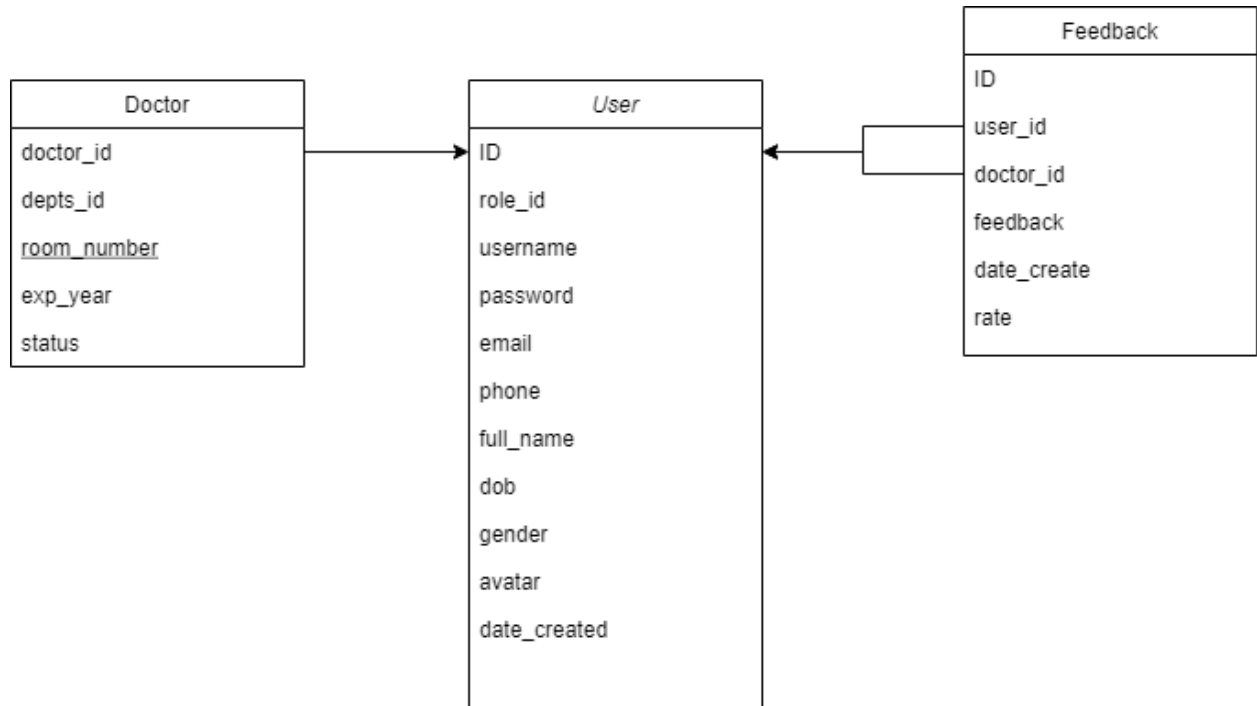 Doctor
doctor_id
depts_id
room_number
exp_year
status
User
ID
role_id
username
password
email
phone
full_name
dob
gender
avatar
date_created
Feedback
ID
user_id
doctor_id
feedback
date_create
rate